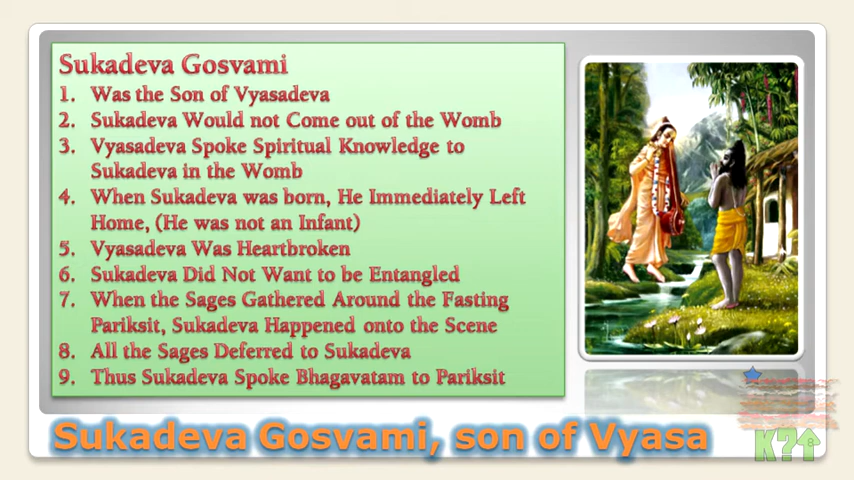 Sukadeva Gosvami
1. Was the Son of Vyasadeva
2. Sukadeva Would not Come out of the Womb
3. Vyasadeva Spoke Spiritual Knowledge to
Sukadeva in the Womb
4. When Sukadeva was born, He Immediately Left
Home, (He was not an Infant)
5. Vyasadeva Was Heartbroken
6. Sukadeva Did Not Want to be Entangled
7. When the Sages Gathered Around the Fasting
Pariksit, Sukadeva Happened onto the Scene
8. All the Sages Deferred to Sukadeva
9. Thus Sukadeva Spoke Bhagavatam to Pariksit
Sukadeva Gosvami, son of Vyasa
K?